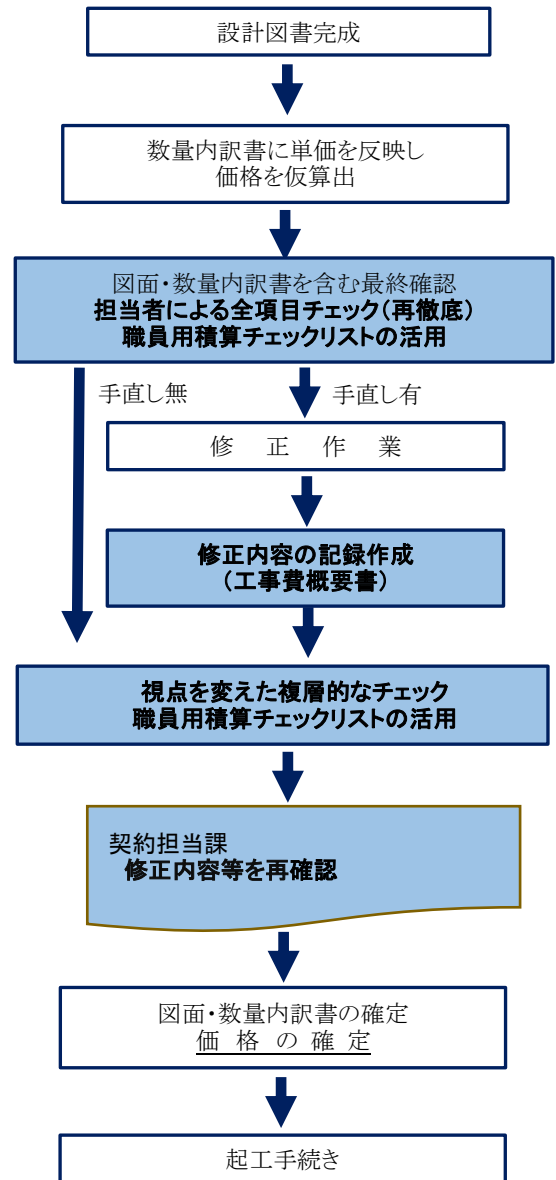 設計図書完成
数量内訳書に単価を反映し
価格を仮算出
図面・数量内訳書を含む最終確認
担当者による全項目チェック(再徹底)
職員用積算チェックリストの活用
手直し無
手直し有
修 正 作 業
修正内容の記録作成
(工事費概要書)
視点を変えた複層的なチェック
職員用積算チェックリストの活用
契約担当課
修正内容等を再確認
図面・数量内訳書の確定
価 格 の 確 定
起工手続き